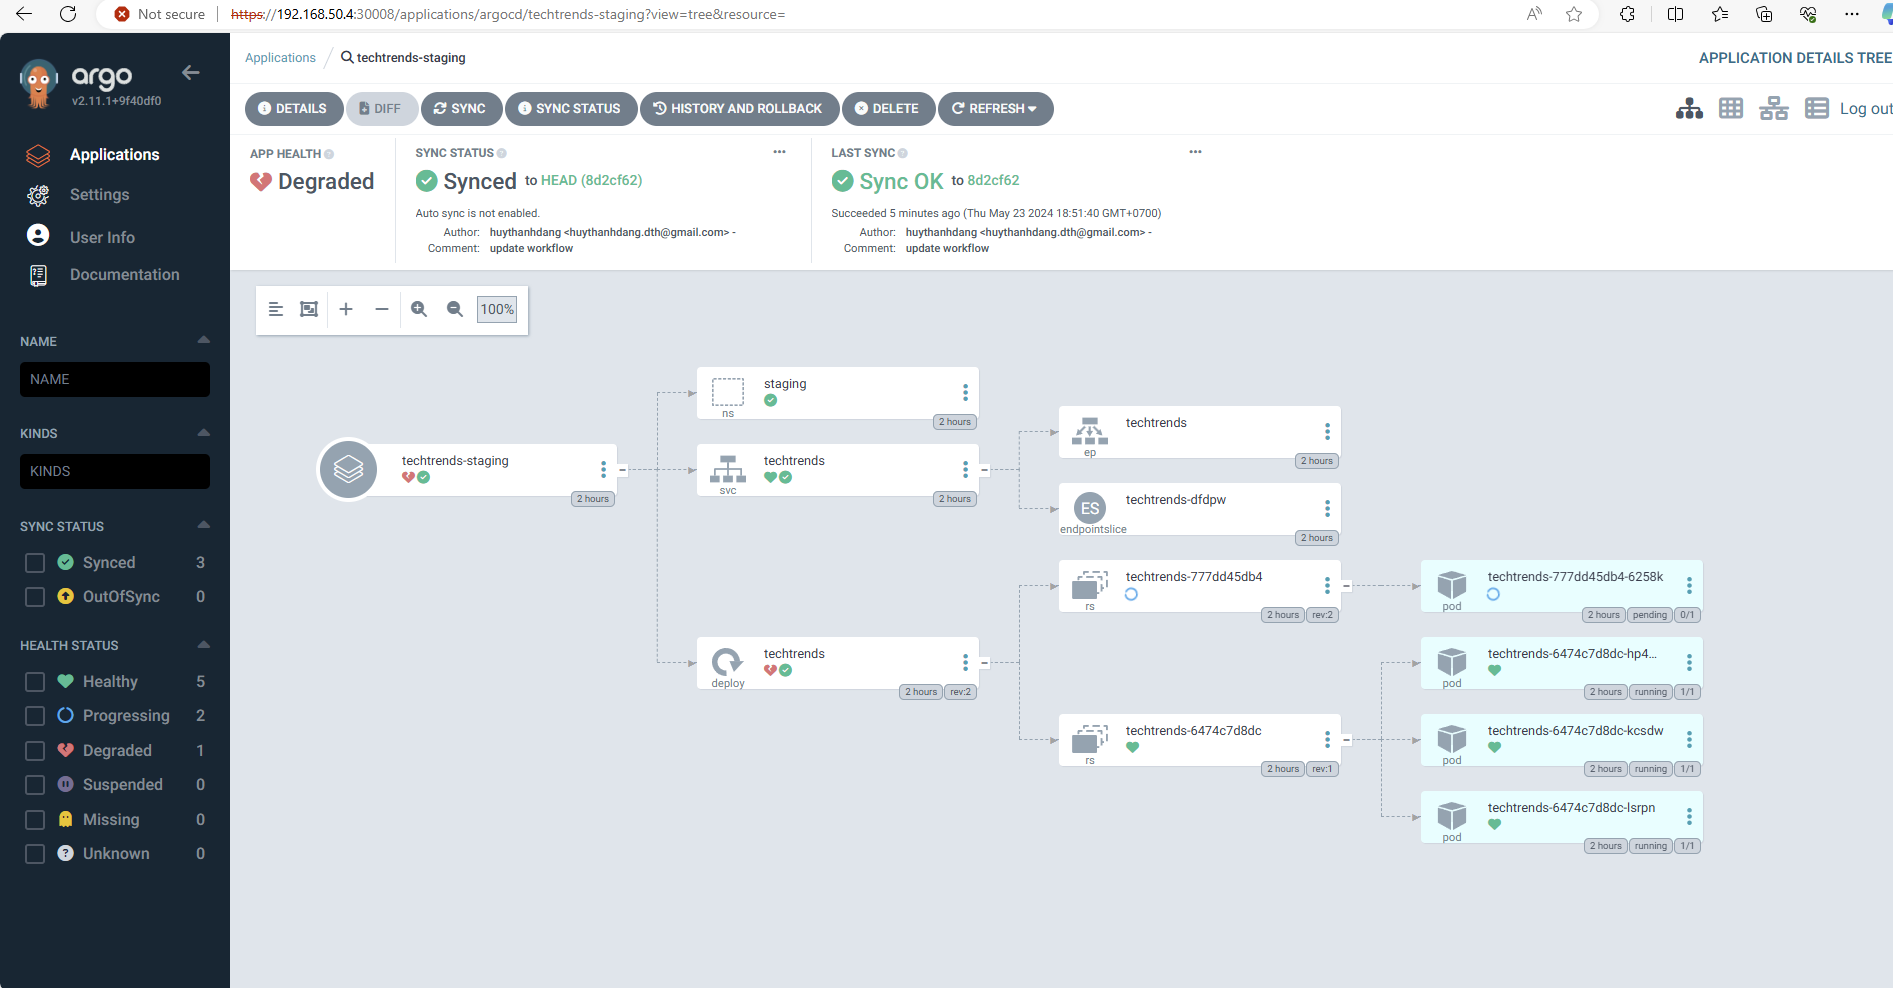 Not secure
https://192.168.50.4:30008/applications/argocd/techtrends-staging?view=tree&resource=
argo
v2.11.1+9f40df0
Applications
Settings
User Info
Documentation
NAME
NAME
KINDS
KINDS
SYNC STATUS
Synced 3
OutOfSync 0
HEALTH STATUS
Healthy 5
Progressing 2
Degraded 1
Suspended 0
Missing 0
Unknown 0
Applications / techtrends-staging
APPLICATION DETAILS TREE
DETAILS DIFF SYNC SYNC STATUS HISTORY AND ROLLBACK DELETE REFRESH
Log out
APP HEALTH
Degraded
SYNC STATUS
Synced to HEAD (8d2cf62)
Auto sync is not enabled.
Author: huythanhdang <huythanhdang.dth@gmail.com> -
Comment: update workflow
LAST SYNC
Sync OK to 8d2cf62
Succeeded 5 minutes ago (Thu May 23 2024 18:51:40 GMT+0700)
Author: huythanhdang <huythanhdang.dth@gmail.com> -
Comment: update workflow
100%
techtrends-staging
2 hours
staging
ns
2 hours
techtrends
svc
2 hours
techtrends
deploy
2 hours rev:2
techtrends
ep
2 hours
ES
techtrends-dfdpw
endpointslice
2 hours
techtrends-777dd45db4
rs
2 hours rev:2
techtrends-6474c7d8dc
rs
2 hours rev:1
techtrends-777dd45db4-6258k
pod
2 hours pending 0/1
techtrends-6474c7d8dc-hp4...
pod
2 hours running 1/1
techtrends-6474c7d8dc-kcsdw
pod
2 hours running 1/1
techtrends-6474c7d8dc-lsrpn
pod
2 hours running 1/1